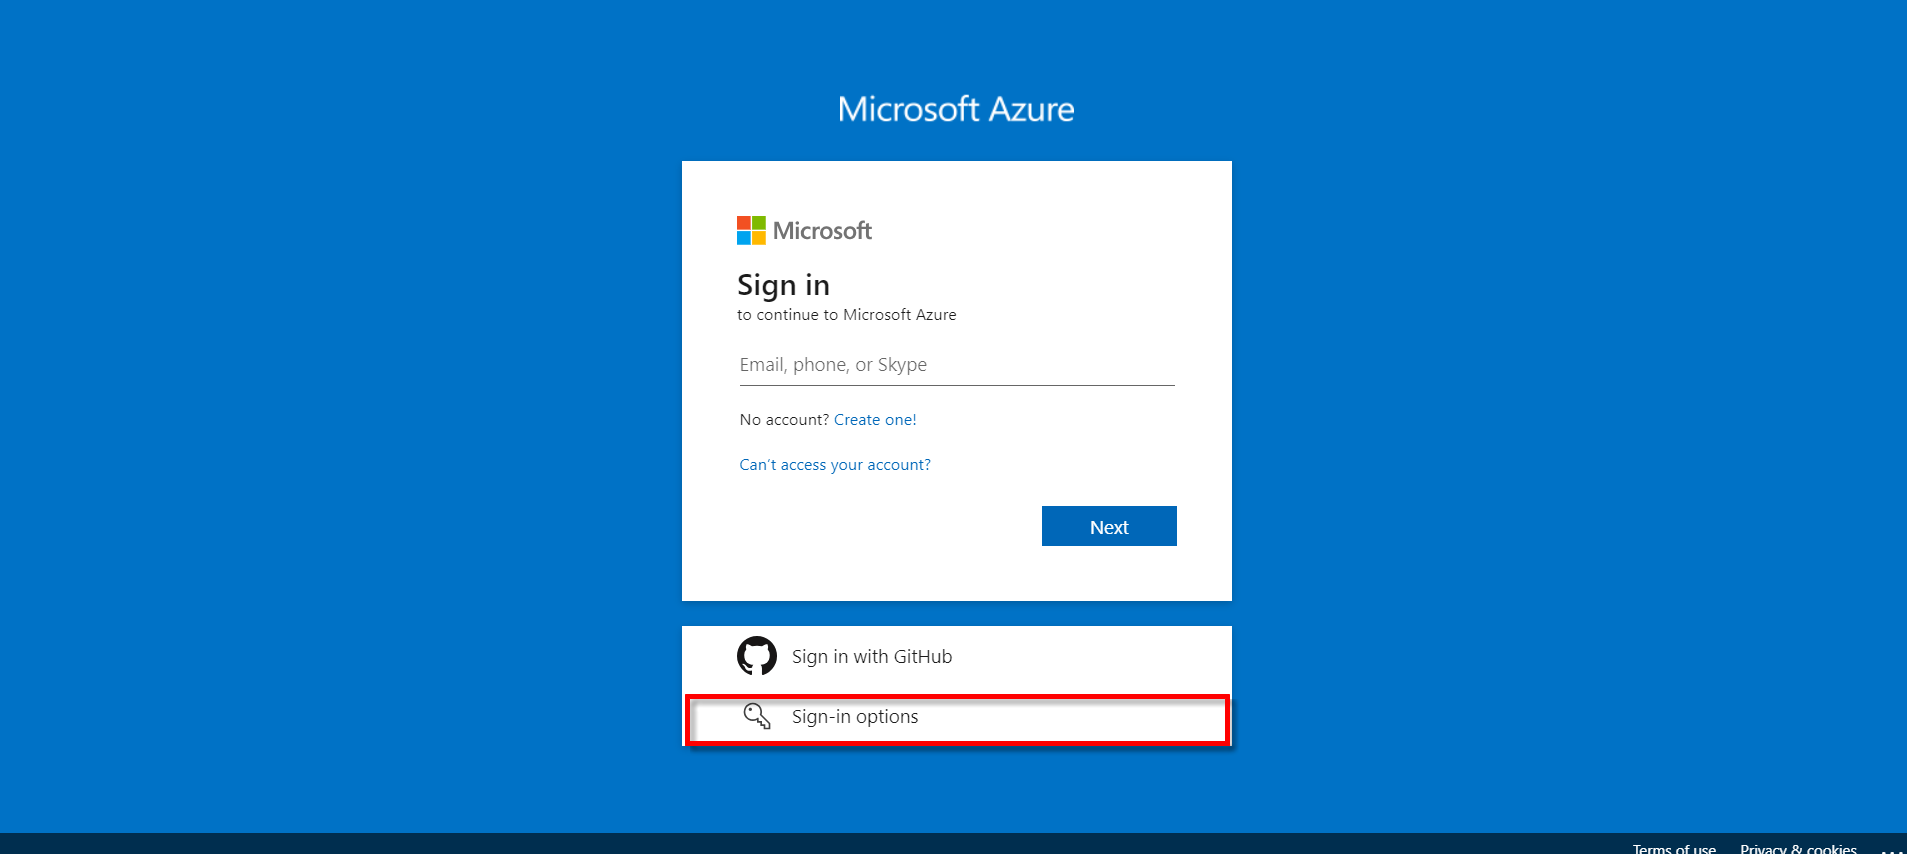 Microsoft Azure
Microsoft
Sign in
to continue to Microsoft Azure
Email, phone, or Skype
No account? Create one!
Can't access your account?
Next
Sign in with GitHub
Sign-in options
Terms of use Privacy & cookies ...